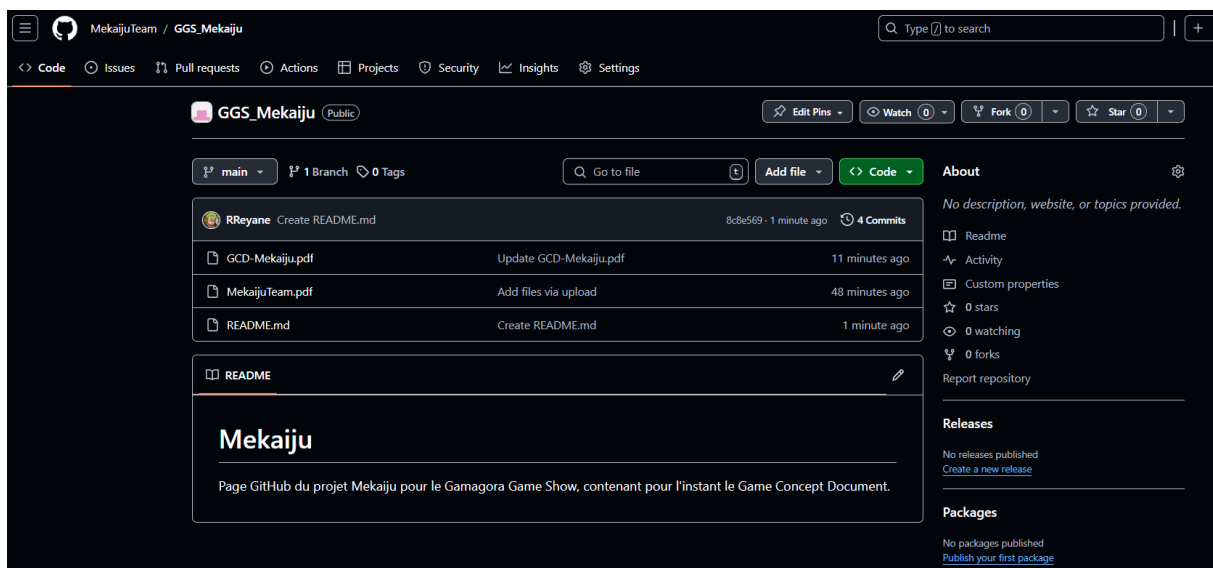 MekaijuTeam / GGS_Mekaiju
Type / to search
Code Issues Pull requests Actions Projects Security Insights Settings
GGS_Mekaiju Public
Edit Pins Watch 0 Fork 0 Star 0
main 1 Branch 0 Tags Go to file t Add file Code
RReyane Create README.md 8c8e569 · 1 minute ago 4 Commits
GCD-Mekaiju.pdf Update GCD-Mekaiju.pdf 11 minutes ago
MekaijuTeam.pdf Add files via upload 48 minutes ago
README.md Create README.md 1 minute ago
README
Mekaiju
Page GitHub du projet Mekaiju pour le Gamagora Game Show, contenant pour l'instant le Game Concept Document.
About
No description, website, or topics provided.
Readme
Activity
Custom properties
0 stars
0 watching
0 forks
Report repository
Releases
No releases published
Create a new release
Packages
No packages published
Publish your first package